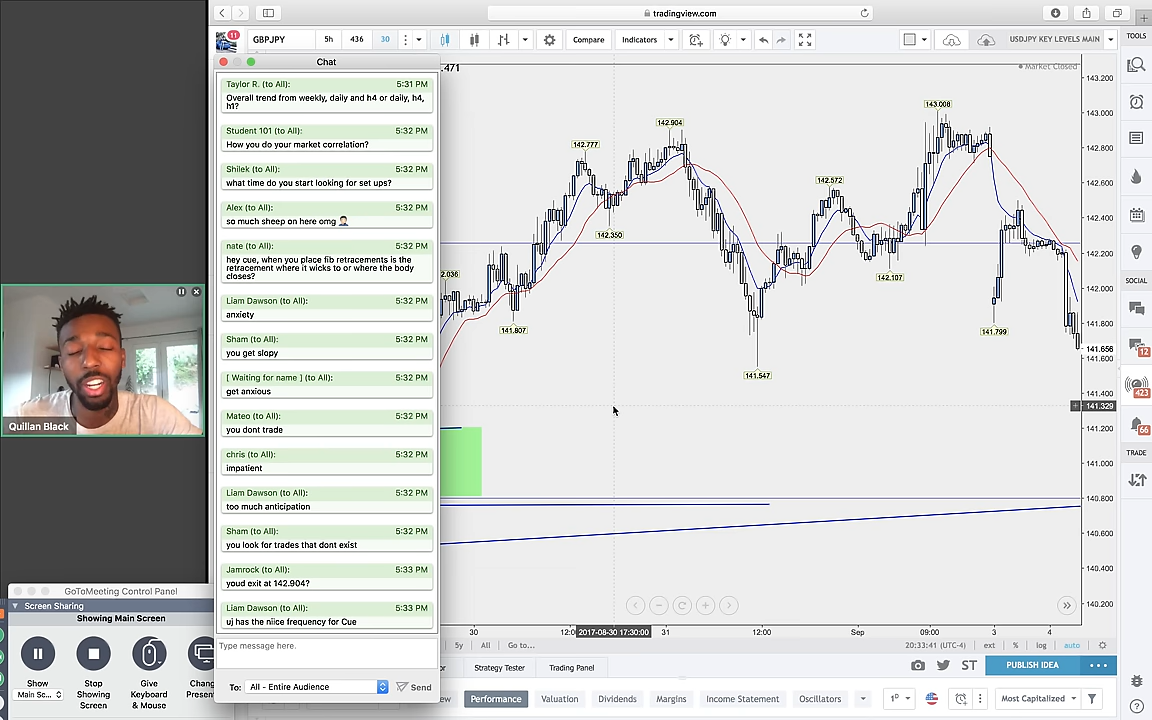 tradingview.com
11
GBPJPY
5h
436
30
Compare
Indicators
USDJPY KEY LEVELS MAIN
TOOLS
Chat
.471
Market Closed
Taylor R. (to All):
5:31 PM
Overall trend from weekly, daily and h4 or daily, h4,
h1?
Student 101 (to All):
5:32 PM
How you do your market correlation?
Shilek (to All):
5:32 PM
what time do you start looking for set ups?
Alex (to All):
5:32 PM
so much sheep on here omg
nate (to All):
5:32 PM
hey cue, when you place fib retracements is the
retracement where it wicks to or where the body
closes?
Liam Dawson (to All):
5:32 PM
anxiety
Sham (to All):
5:32 PM
you get slopy
[ Waiting for name ] (to All):
5:32 PM
get anxious
Mateo (to All):
5:32 PM
you dont trade
chris (to All):
5:32 PM
impatient
Liam Dawson (to All):
5:32 PM
too much anticipation
Sham (to All):
5:32 PM
you look for trades that dont exist
Jamrock (to All):
5:33 PM
youd exit at 142.904?
Liam Dawson (to All):
5:33 PM
uj has the niice frequency for Cue
Type message here.
To:
All - Entire Audience
Send
Quillan Black
GoToMeeting Control Panel
Screen Sharing
Showing Main Screen
Show
Main Sc...
Stop
Showing
Screen
Give
Keyboard
& Mouse
Chang
Presen
2.036
141.807
142.777
142.350
142.904
141.547
142.572
142.107
143.008
141.799
143.200
143.000
142.800
142.600
142.400
142.200
142.000
141.800
141.656
141.600
141.400
141.329
141.200
141.000
140.800
140.600
140.400
140.200
30
12:0
2017-08-30 17:30:00
31
12:00
Sep
09:00
3
4
5y
All
Go to...
20:33:41 (UTC-4)
ext
%
log
auto
or
Strategy Tester
Trading Panel
ST
PUBLISH IDEA
ew
Performance
Valuation
Dividends
Margins
Income Statement
Oscillators
1D
Most Capitalized
SOCIAL
12
423
66
TRADE